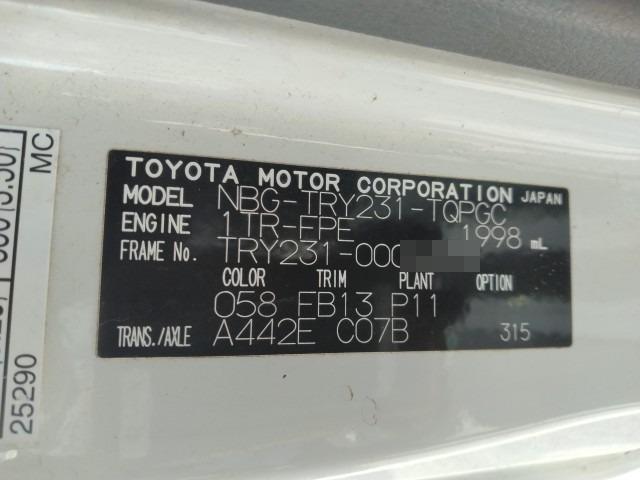 TOYOTA MOTOR CORPORATION JAPAN
MODEL NBG-TRY231-TQPGC
ENGINE 1TR-FPE 1998 mL
FRAME No. TRY231-000
COLOR TRIM PLANT OPTION
058 FB13 P11
TRANS./AXLE A442E C07B 315
MC
25290